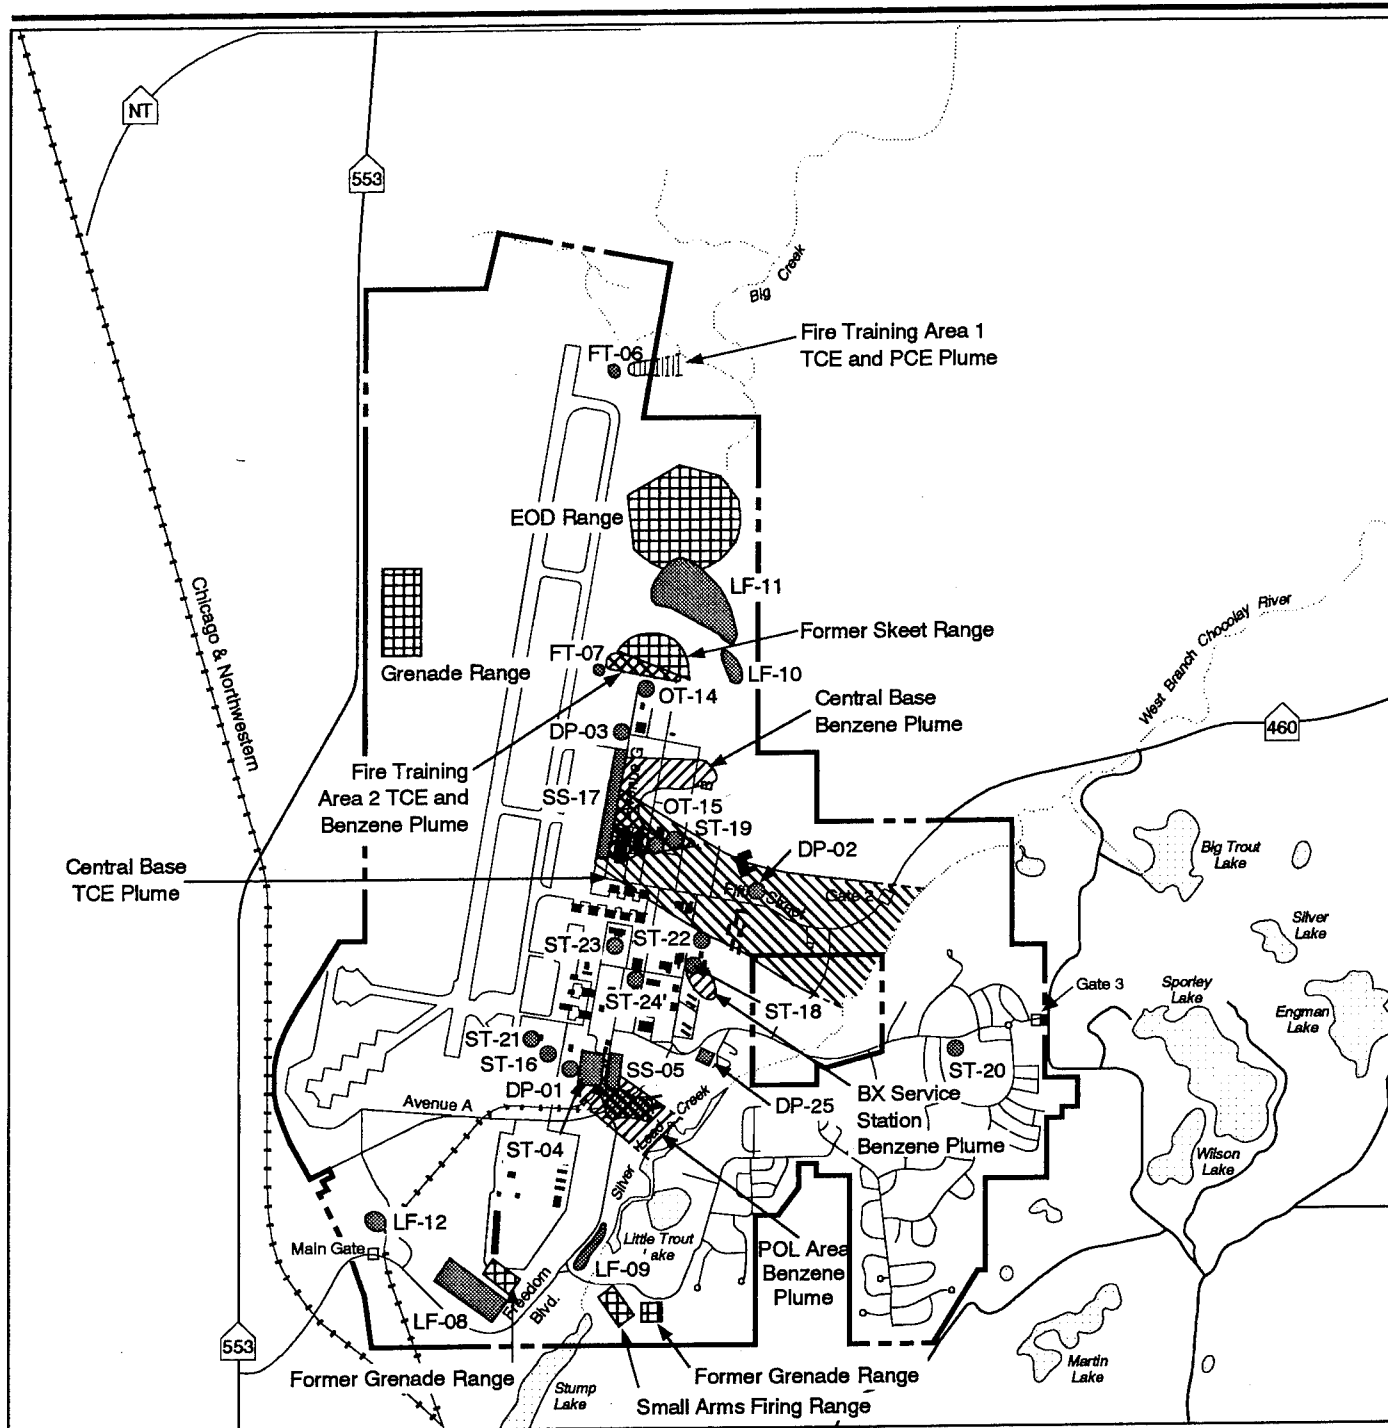 NT
553
Big Creek
Fire Training Area 1
TCE and PCE Plume
FT-06
EOD Range
LF-11
Chicago & Northwestern
Grenade Range
Former Skeet Range
FT-07
LF-10
OT-14
West Branch Chocolay River
Central Base
Benzene Plume
460
DP-03
Fire Training
Area 2 TCE and
Benzene Plume
SS-17
OT-15
ST-19
DP-02
Big Trout
Lake
Central Base
TCE Plume
Street
Gate 2
Silver
Lake
ST-23
ST-22
Sporley
Lake
Gate 3
Engman
Lake
ST-24'
ST-18
ST-21
ST-16
SS-05
ST-20
DP-01
DP-25
BX Service
Station
Benzene Plume
Avenue A
Silver Lead Creek
ST-04
Wilson
Lake
LF-12
Main Gate
Little Trout
Lake
POL Area
Benzene
Plume
LF-09
Freedom
Blvd.
LF-08
553
Former Grenade Range
Former Grenade Range
Small Arms Firing Range
Stump
Lake
Martin
Lake